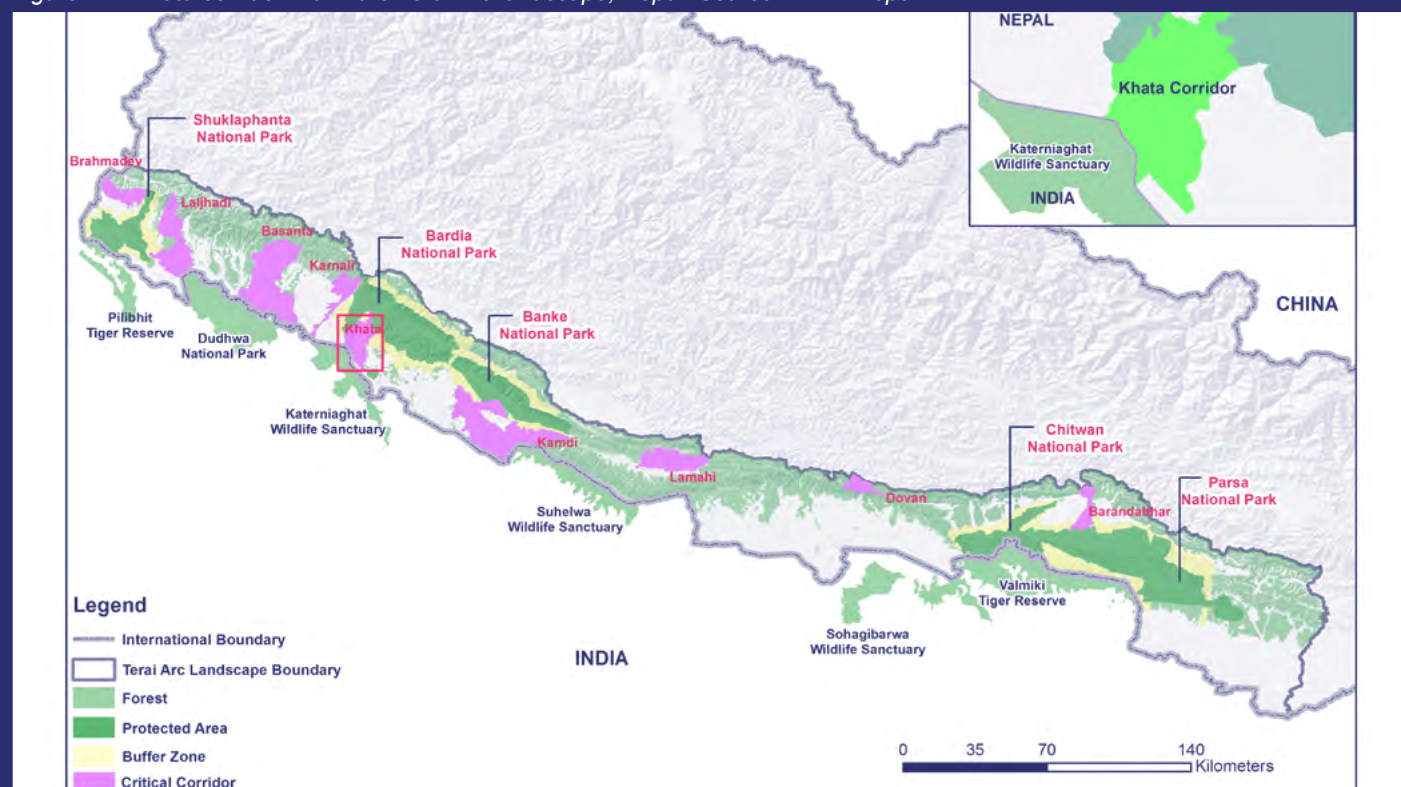 NEPAL
Khata Corridor
Katerniaghat
Wildlife Sanctuary
INDIA
Shuklaphanta
National Park
Brahmadev
Laljhadi
Basanta
Bardia
National Park
Karnali
CHINA
Pilibhit
Tiger Reserve
Dudhwa
National Park
Khata
Banke
National Park
Katerniaghat
Wildlife Sanctuary
Kamdi
Lamahi
Chitwan
National Park
Dovan
Parsa
National Park
Barandabhar
Suhelwa
Wildlife Sanctuary
Valmiki
Tiger Reserve
Sohagibarwa
Wildlife Sanctuary
INDIA
Legend
International Boundary
Terai Arc Landscape Boundary
Forest
Protected Area
Buffer Zone
Critical Corridor
0 35 70 140
Kilometers